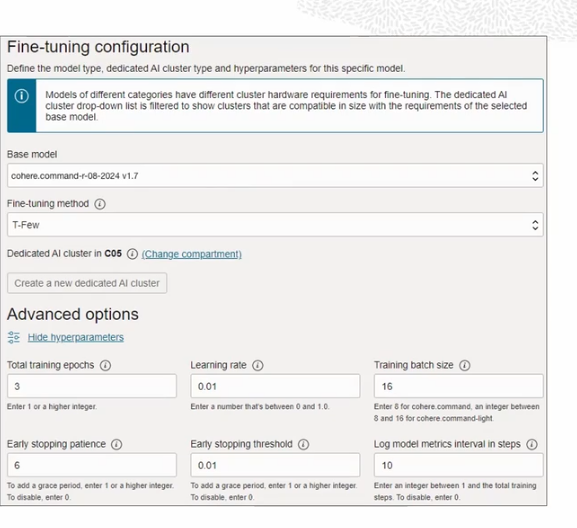 Fine-tuning configuration
Define the model type, dedicated AI cluster type and hyperparameters for this specific model.
Models of different categories have different cluster hardware requirements for fine-tuning. The dedicated AI
cluster drop-down list is filtered to show clusters that are compatible in size with the requirements of the selected
base model.
Base model
cohere.command-r-08-2024 v1.7
Fine-tuning method
T-Few
Dedicated AI cluster in C05 (Change compartment)
Create a new dedicated AI cluster
Advanced options
Hide hyperparameters
Total training epochs Learning rate Training batch size
3 0.01 16
Enter 1 or a higher integer. Enter a number that's between 0 and 1.0. Enter 8 for cohere.command, an integer between
8 and 16 for cohere.command-light.
Early stopping patience Early stopping threshold Log model metrics interval in steps
6 0.01 10
To add a grace period, enter 1 or a higher integer. To add a grace period, enter 1 or a higher integer. Enter an integer between 1 and the total training
To disable, enter 0. To disable, enter 0. steps. To disable, enter 0.